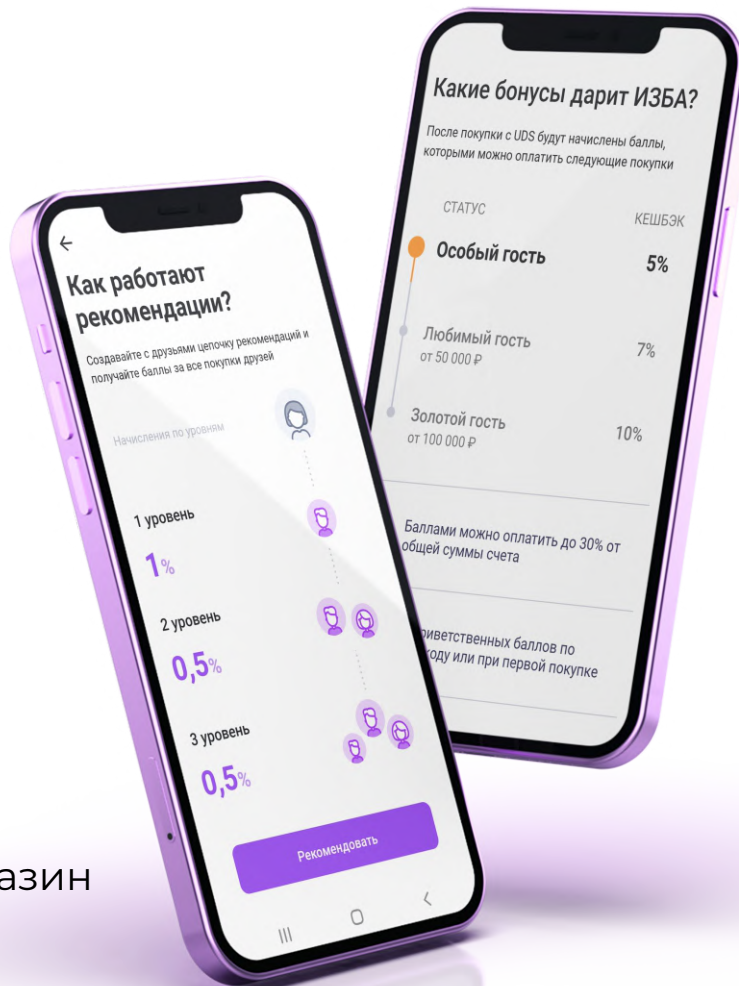 Как работают
рекомендации?
Создавайте с друзьями цепочку рекомендаций и
получайте баллы за все покупки друзей
Начисления по уровням
1 уровень
1%
2 уровень
0,5%
3 уровень
0,5%
Рекомендовать
Какие бонусы дарит ИЗБА?
После покупки с UDS будут начислены баллы,
которыми можно оплатить следующие покупки
СТАТУС КЕШБЭК
Особый гость 5%
Любимый гость 7%
от 50 000 ₽
Золотой гость 10%
от 100 000 ₽
Баллами можно оплатить до 30% от
общей суммы счета
баллов по
или при первой покупке